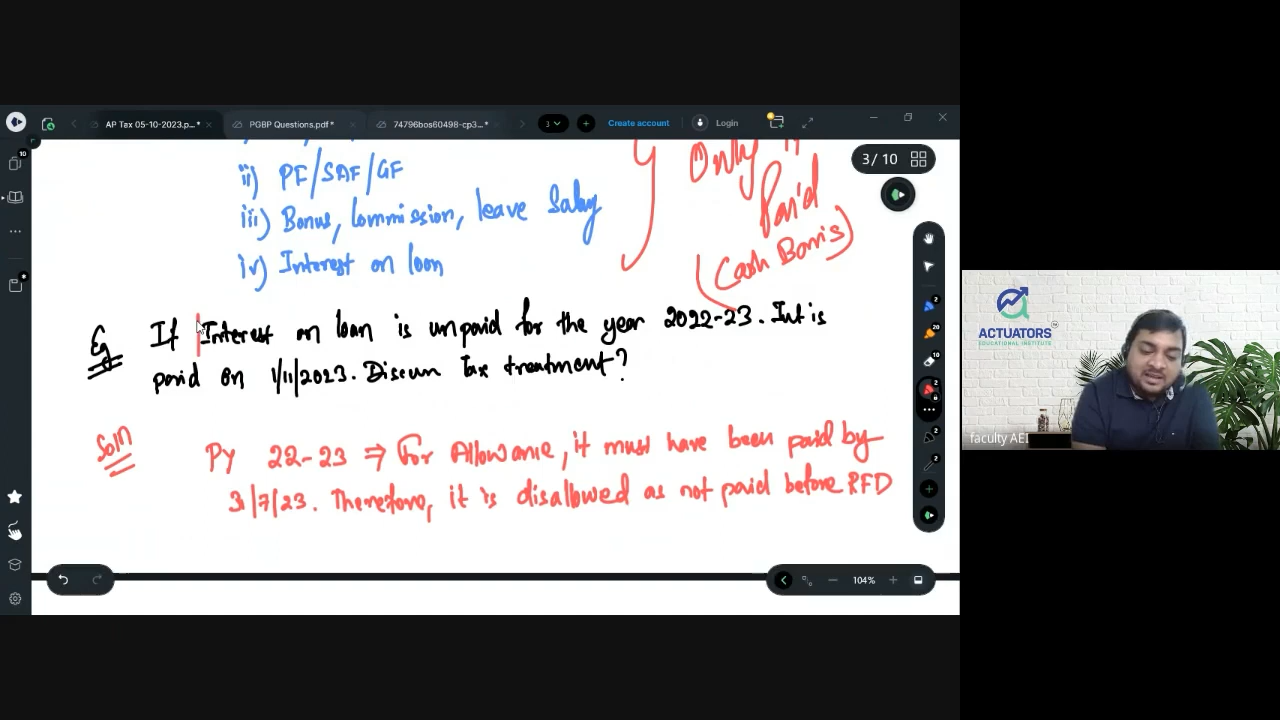 AP Tax 05-10-2023.p...*
PGBP Questions.pdf*
74796bos60498-cp3...*
3
Create account
Login
3/ 10
ii) PF/SAF/GF
iii) Bonus, Commission, leave Salary
iv) Interest on loan
Only if
Paid
(Cash Basis)
Eg If Interest on loan is unpaid for the year 2022-23. Int is
paid on 1/11/2023. Discuss Tax treatment?
Soln
Py 22-23 ⇒ For Allowance, it must have been paid by
31/7/23. Therefore, it is disallowed as not paid before RFD
104%
ACTUATORS
EDUCATIONAL INSTITUTE
faculty AEI